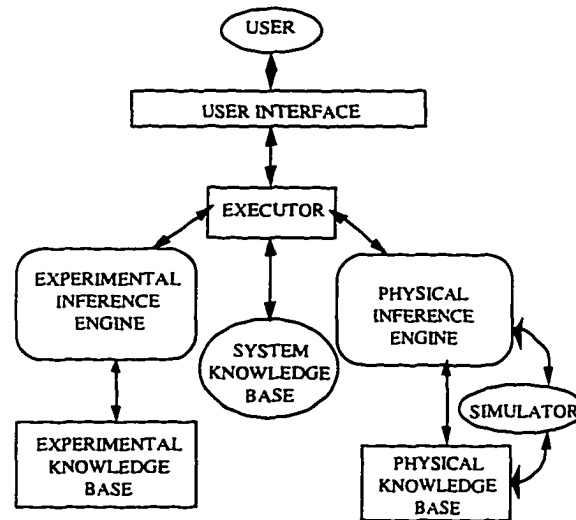 USER
USER INTERFACE
EXECUTOR
EXPERIMENTAL
INFERENCE
ENGINE
PHYSICAL
INFERENCE
ENGINE
SYSTEM
KNOWLEDGE
BASE
SIMULATOR
EXPERIMENTAL
KNOWLEDGE
BASE
PHYSICAL
KNOWLEDGE
BASE